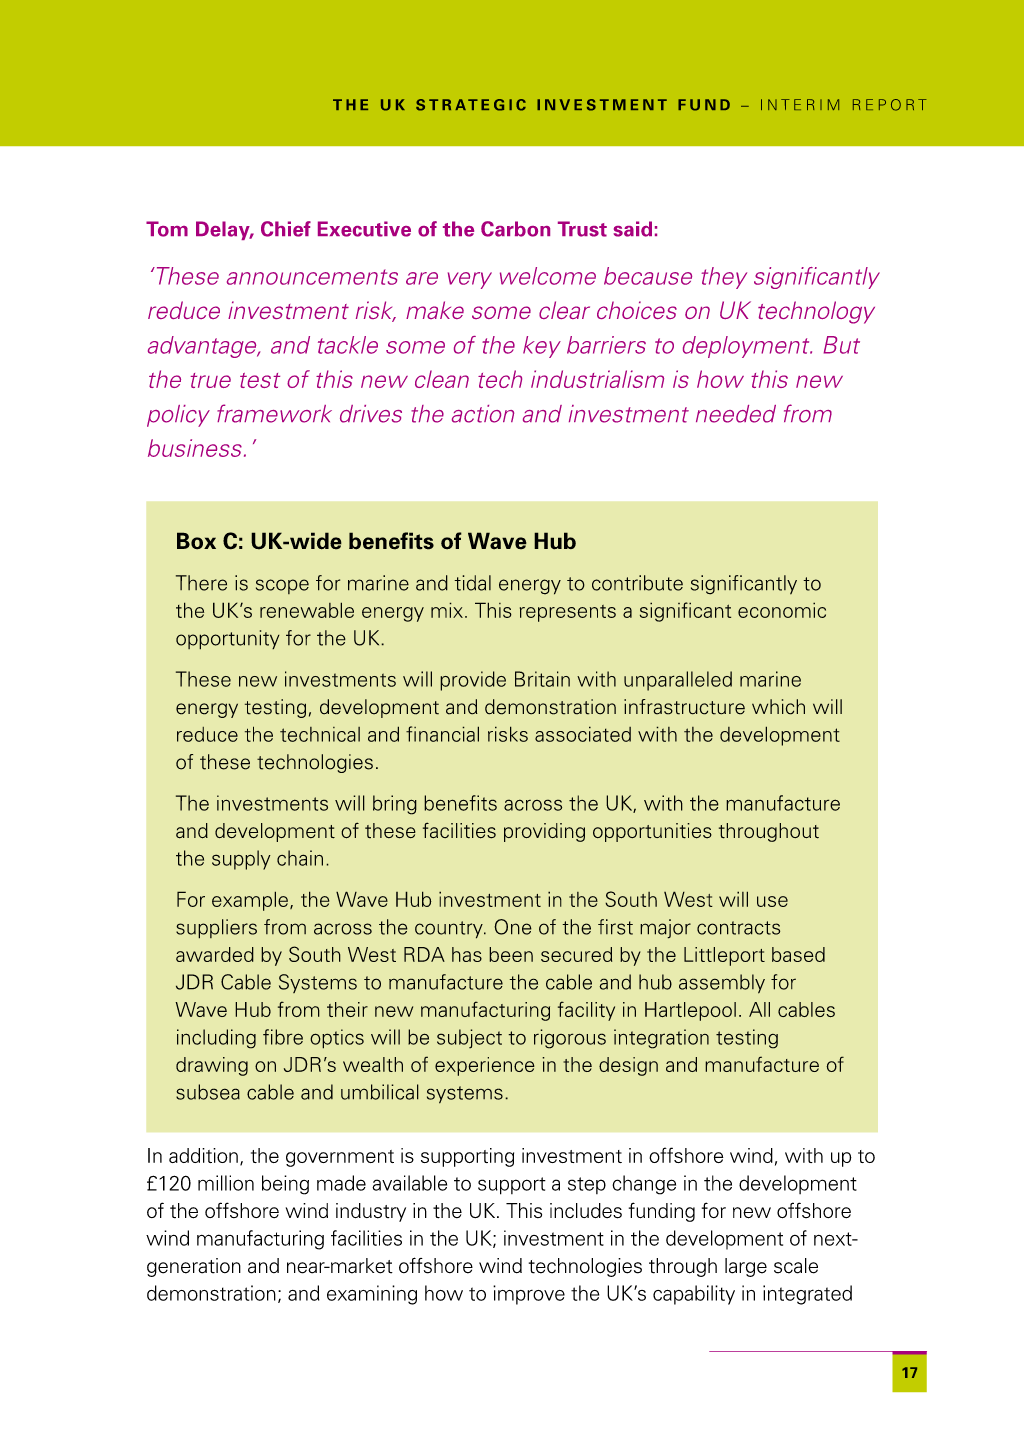 THE UK STRATEGIC INVESTMENT FUND – INTERIM REPORT
Tom Delay, Chief Executive of the Carbon Trust said:
‘These announcements are very welcome because they significantly
reduce investment risk, make some clear choices on UK technology
advantage, and tackle some of the key barriers to deployment. But
the true test of this new clean tech industrialism is how this new
policy framework drives the action and investment needed from
business.’
Box C: UK-wide benefits of Wave Hub
There is scope for marine and tidal energy to contribute significantly to
the UK’s renewable energy mix. This represents a significant economic
opportunity for the UK.
These new investments will provide Britain with unparalleled marine
energy testing, development and demonstration infrastructure which will
reduce the technical and financial risks associated with the development
of these technologies.
The investments will bring benefits across the UK, with the manufacture
and development of these facilities providing opportunities throughout
the supply chain.
For example, the Wave Hub investment in the South West will use
suppliers from across the country. One of the first major contracts
awarded by South West RDA has been secured by the Littleport based
JDR Cable Systems to manufacture the cable and hub assembly for
Wave Hub from their new manufacturing facility in Hartlepool. All cables
including fibre optics will be subject to rigorous integration testing
drawing on JDR’s wealth of experience in the design and manufacture of
subsea cable and umbilical systems.
In addition, the government is supporting investment in offshore wind, with up to
£120 million being made available to support a step change in the development
of the offshore wind industry in the UK. This includes funding for new offshore
wind manufacturing facilities in the UK; investment in the development of next-
generation and near-market offshore wind technologies through large scale
demonstration; and examining how to improve the UK’s capability in integrated
17